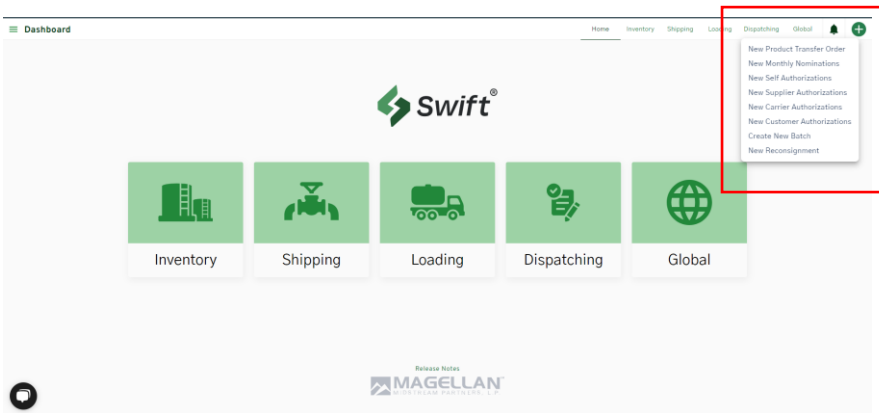 Dashboard
Home Inventory Shipping Loading Dispatching Global
New Product Transfer Order
New Monthly Nominations
New Self Authorizations
New Supplier Authorizations
New Carrier Authorizations
New Customer Authorizations
Create New Batch
New Reconsignment
Swift®
Inventory Shipping Loading Dispatching Global
Release Notes
MAGELLAN
MIDSTREAM PARTNERS, L.P.